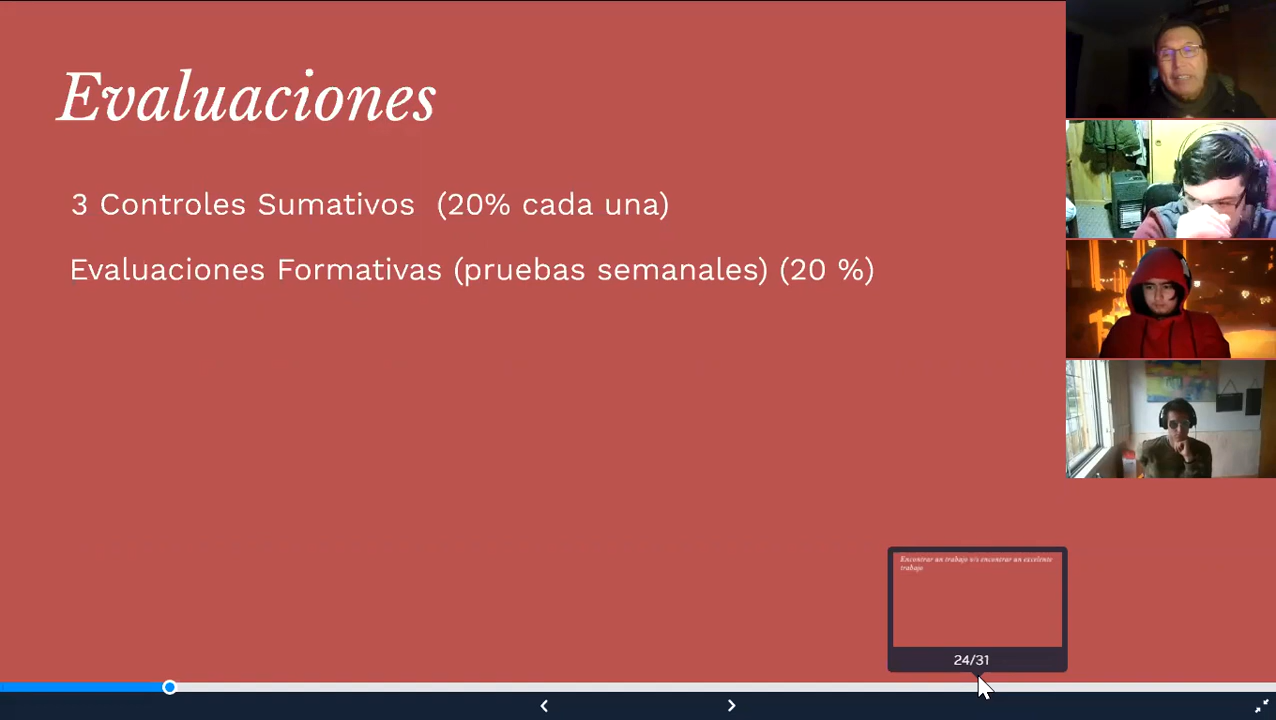 Evaluaciones
3 Controles Sumativos (20% cada una)
Evaluaciones Formativas (pruebas semanales) (20 %)
Encontrar un trabajo v/s encontrar un excelente
trabajo
24/31